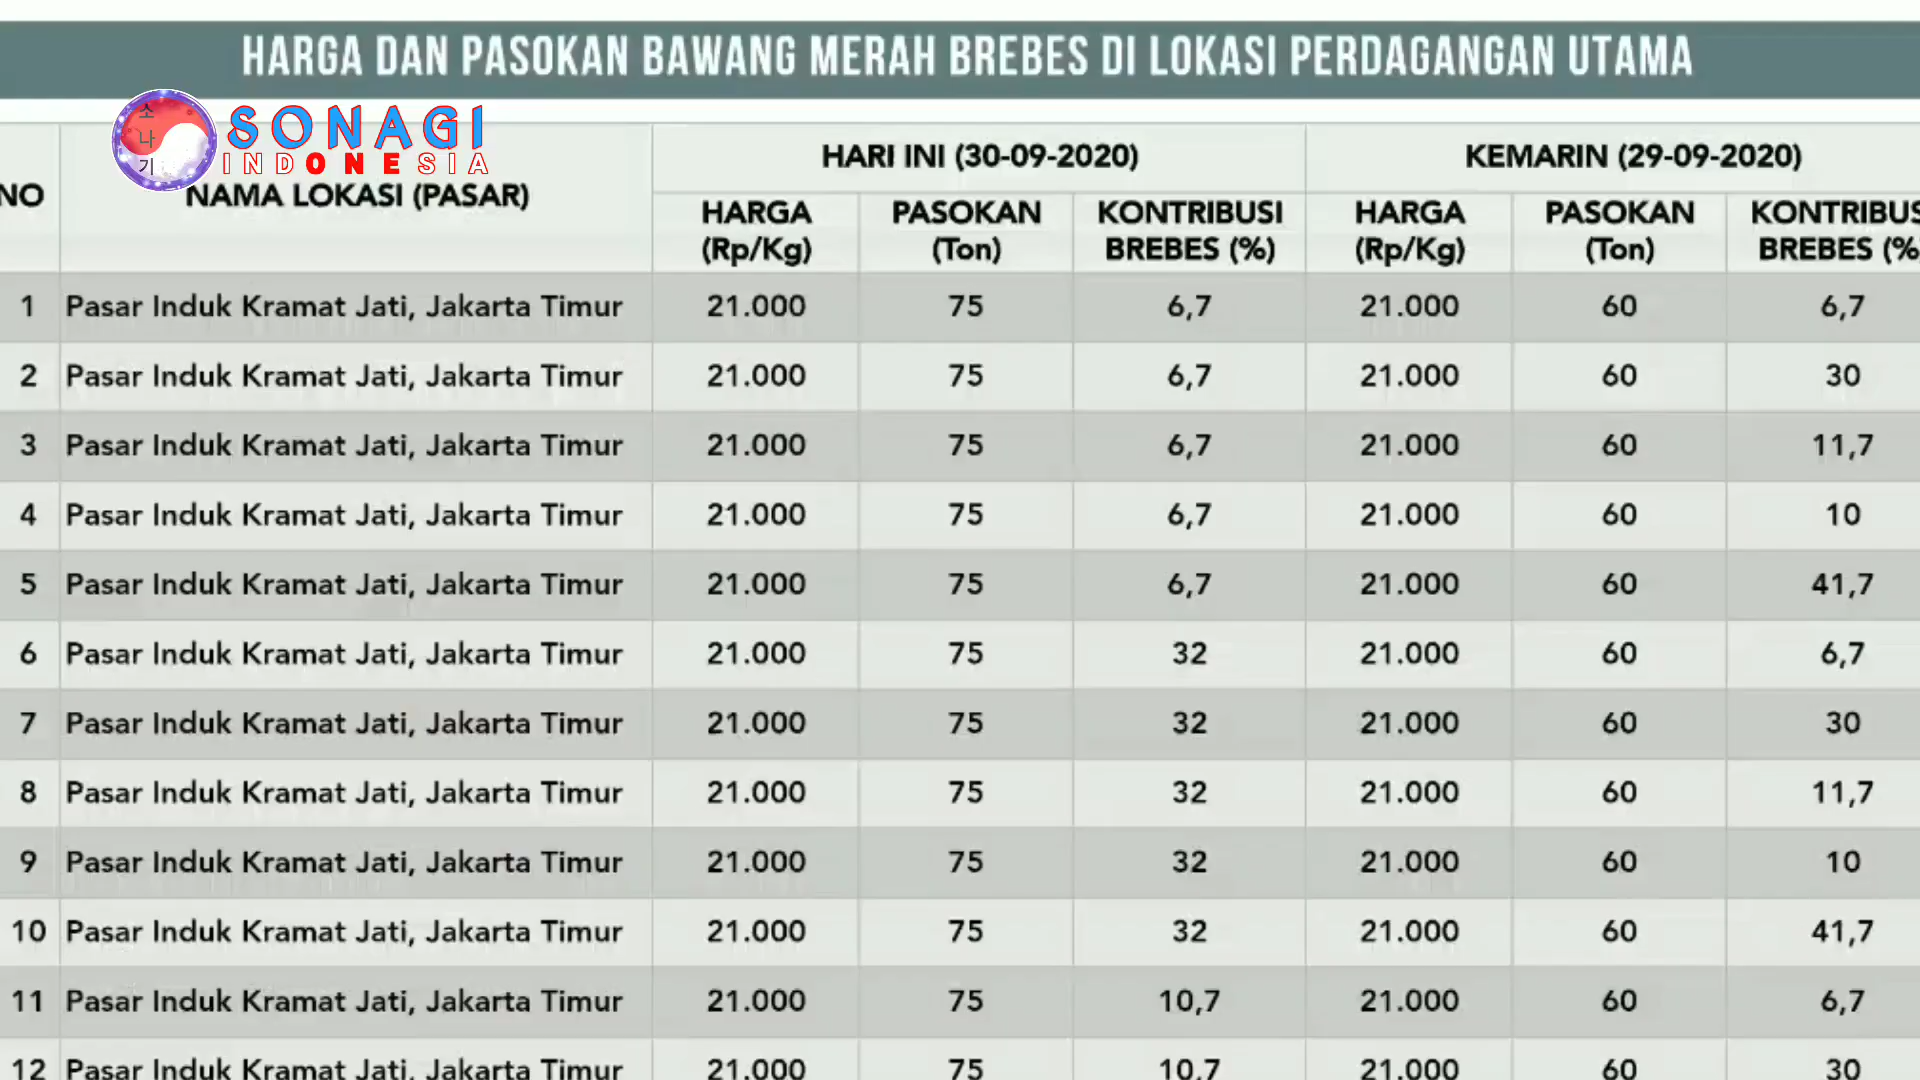 HARGA DAN PASOKAN BAWANG MERAH BREBES DI LOKASI PERDAGANGAN UTAMA
소
나
기
SONAGI
INDONESIA
NO NAMA LOKASI (PASAR) HARI INI (30-09-2020) KEMARIN (29-09-2020)
HARGA (Rp/Kg) PASOKAN (Ton) KONTRIBUSI BREBES (%) HARGA (Rp/Kg) PASOKAN (Ton) KONTRIBUS BREBES (%
1 Pasar Induk Kramat Jati, Jakarta Timur 21.000 75 6,7 21.000 60 6,7
2 Pasar Induk Kramat Jati, Jakarta Timur 21.000 75 6,7 21.000 60 30
3 Pasar Induk Kramat Jati, Jakarta Timur 21.000 75 6,7 21.000 60 11,7
4 Pasar Induk Kramat Jati, Jakarta Timur 21.000 75 6,7 21.000 60 10
5 Pasar Induk Kramat Jati, Jakarta Timur 21.000 75 6,7 21.000 60 41,7
6 Pasar Induk Kramat Jati, Jakarta Timur 21.000 75 32 21.000 60 6,7
7 Pasar Induk Kramat Jati, Jakarta Timur 21.000 75 32 21.000 60 30
8 Pasar Induk Kramat Jati, Jakarta Timur 21.000 75 32 21.000 60 11,7
9 Pasar Induk Kramat Jati, Jakarta Timur 21.000 75 32 21.000 60 10
10 Pasar Induk Kramat Jati, Jakarta Timur 21.000 75 32 21.000 60 41,7
11 Pasar Induk Kramat Jati, Jakarta Timur 21.000 75 10,7 21.000 60 6,7
12 Pasar Induk Kramat Jati, Jakarta Timur 21.000 75 10,7 21.000 60 30